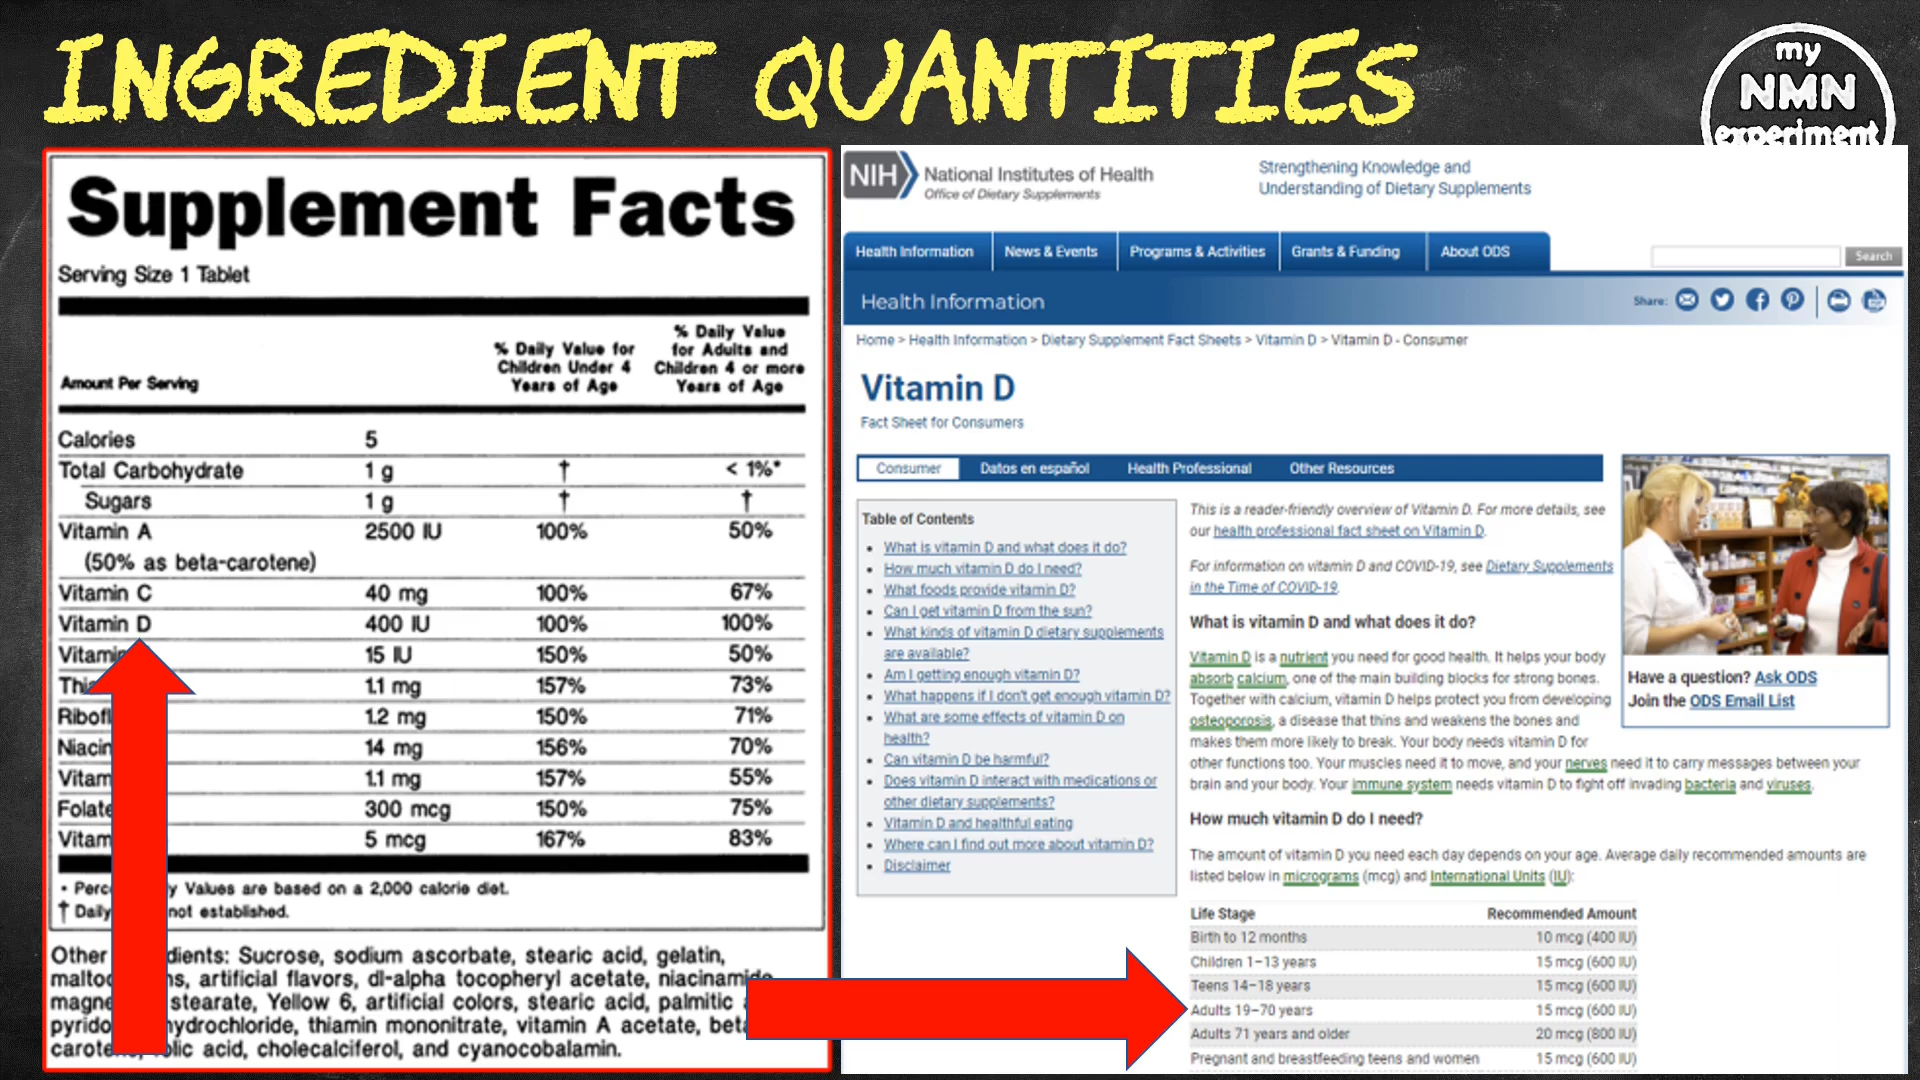 INGREDIENT QUANTITIES
my
NMN
experiment
Supplement Facts
Serving Size 1 Tablet
Amount Per Serving
% Daily Value for
Children Under 4
Years of Age
% Daily Value
for Adults and
Children 4 or more
Years of Age
Calories 5
Total Carbohydrate 1 g † < 1%*
Sugars 1 g † †
Vitamin A 2500 IU 100% 50%
(50% as beta-carotene)
Vitamin C 40 mg 100% 67%
Vitamin D 400 IU 100% 100%
15 IU 150% 50%
1.1 mg 157% 73%
1.2 mg 150% 71%
Niacin 14 mg 156% 70%
1.1 mg 157% 55%
Folate 300 mcg 150% 75%
5 mcg 167% 83%
Values are based on a 2,000 calorie diet.
† Daily not established.
Other Sucrose, sodium ascorbate, stearic acid, gelatin,
artificial flavors, dl-alpha tocopheryl acetate, niacinamide,
stearate, Yellow 6, artificial colors, stearic acid, palmitic
hydrochloride, thiamin mononitrate, vitamin A acetate,
acid, cholecalciferol, and cyanocobalamin.
NIH National Institutes of Health
Office of Dietary Supplements
Strengthening Knowledge and
Understanding of Dietary Supplements
Health Information News & Events Programs & Activities Grants & Funding About ODS
Search
Health Information
Share:
Home > Health Information > Dietary Supplement Fact Sheets > Vitamin D > Vitamin D - Consumer
Vitamin D
Fact Sheet for Consumers
Consumer Datos en español Health Professional Other Resources
Table of Contents
• What is vitamin D and what does it do?
• How much vitamin D do I need?
• What foods provide vitamin D?
• Can I get vitamin D from the sun?
• What kinds of vitamin D dietary supplements
are available?
• Am I getting enough vitamin D?
• What happens if I don't get enough vitamin D?
• What are some effects of vitamin D on
health?
• Can vitamin D be harmful?
• Does vitamin D interact with medications or
other dietary supplements?
• Vitamin D and healthful eating
• Where can I find out more about vitamin D?
• Disclaimer
This is a reader-friendly overview of Vitamin D. For more details, see
our health professional fact sheet on Vitamin D.
For information on vitamin D and COVID-19, see Dietary Supplements
in the Time of COVID-19.
What is vitamin D and what does it do?
Vitamin D is a nutrient you need for good health. It helps your body
absorb calcium, one of the main building blocks for strong bones.
Together with calcium, vitamin D helps protect you from developing
osteoporosis, a disease that thins and weakens the bones and
makes them more likely to break. Your body needs vitamin D for
other functions too. Your muscles need it to move, and your nerves need it to carry messages between your
brain and your body. Your immune system needs vitamin D to fight off invading bacteria and viruses.
Have a question? Ask ODS
Join the ODS Email List
How much vitamin D do I need?
The amount of vitamin D you need each day depends on your age. Average daily recommended amounts are
listed below in micrograms (mcg) and International Units (IU):
Life Stage Recommended Amount
Birth to 12 months 10 mcg (400 IU)
Children 1–13 years 15 mcg (600 IU)
Teens 14–18 years 15 mcg (600 IU)
Adults 19–70 years 15 mcg (600 IU)
Adults 71 years and older 20 mcg (800 IU)
Pregnant and breastfeeding teens and women 15 mcg (600 IU)